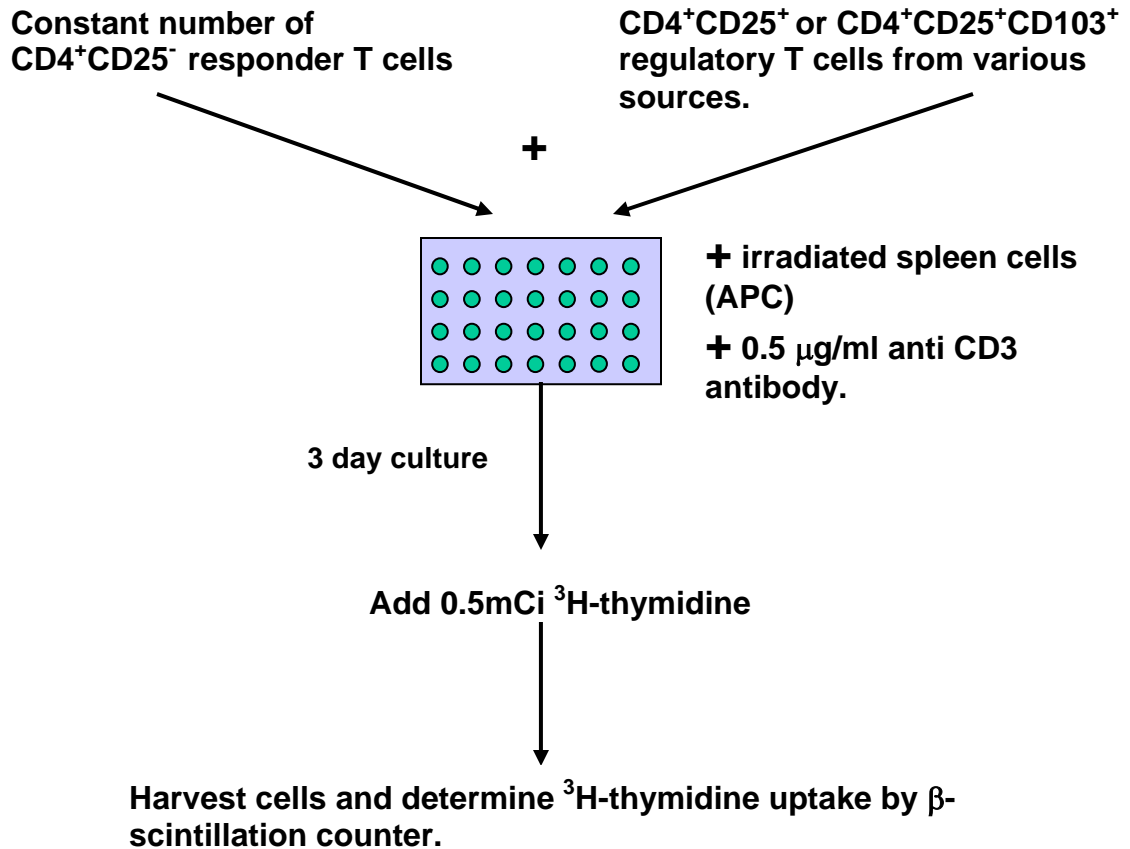 Constant number of
CD4⁺CD25⁻ responder T cells
CD4⁺CD25⁺ or CD4⁺CD25⁺CD103⁺
regulatory T cells from various
sources.
+
+ irradiated spleen cells
(APC)
+ 0.5 μg/ml anti CD3
antibody.
3 day culture
Add 0.5mCi ³H-thymidine
Harvest cells and determine ³H-thymidine uptake by β-
scintillation counter.